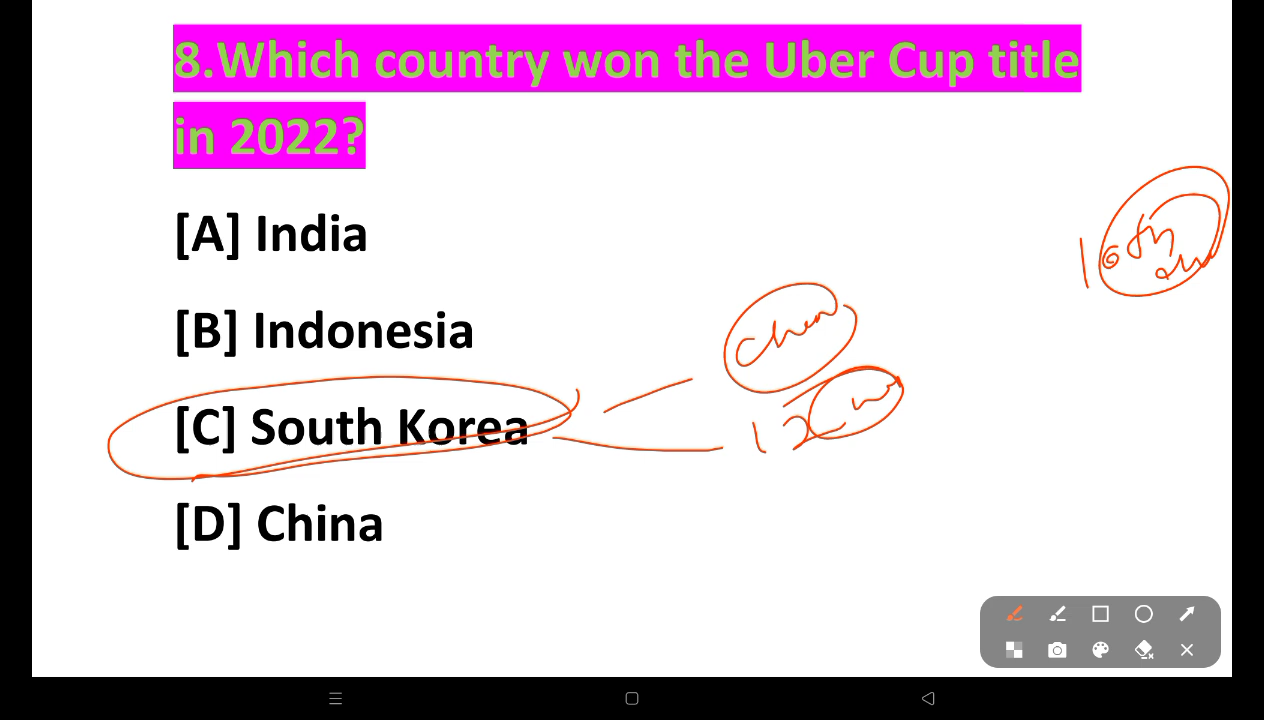 8.Which country won the Uber Cup title
in 2022?
[A] India
[B] Indonesia
[C] South Korea
[D] China